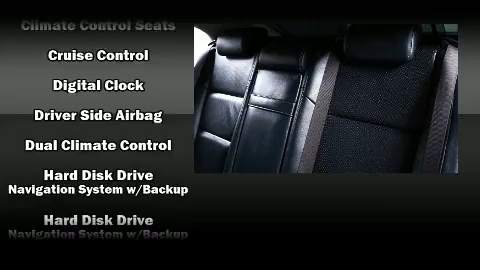 Climate Control Seats
Cruise Control
Digital Clock
Driver Side Airbag
Dual Climate Control
Hard Disk Drive
Navigation System w/Backup
Hard Disk Drive
Navigation System w/Backup